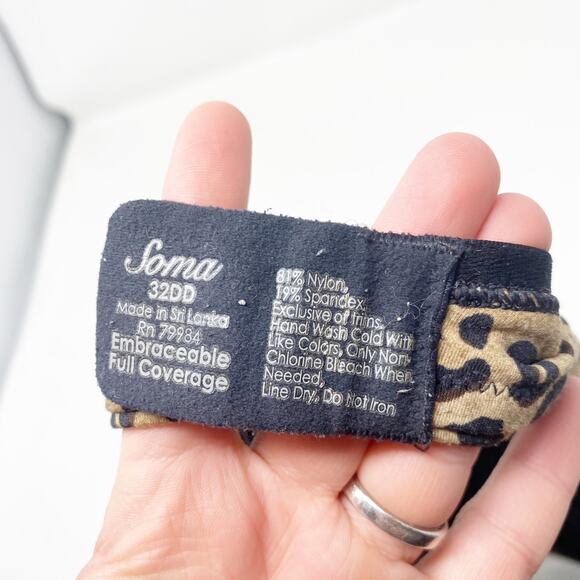 Soma
32DD
Made in Sri Lanka
Rn 79984
Embraceable
Full Coverage
81% Nylon,
19% Spandex,
Exclusive of trims,
Hand Wash Cold With
Like Colors, Only Non-
Chlorine Bleach When
Needed,
Line Dry, Do Not Iron